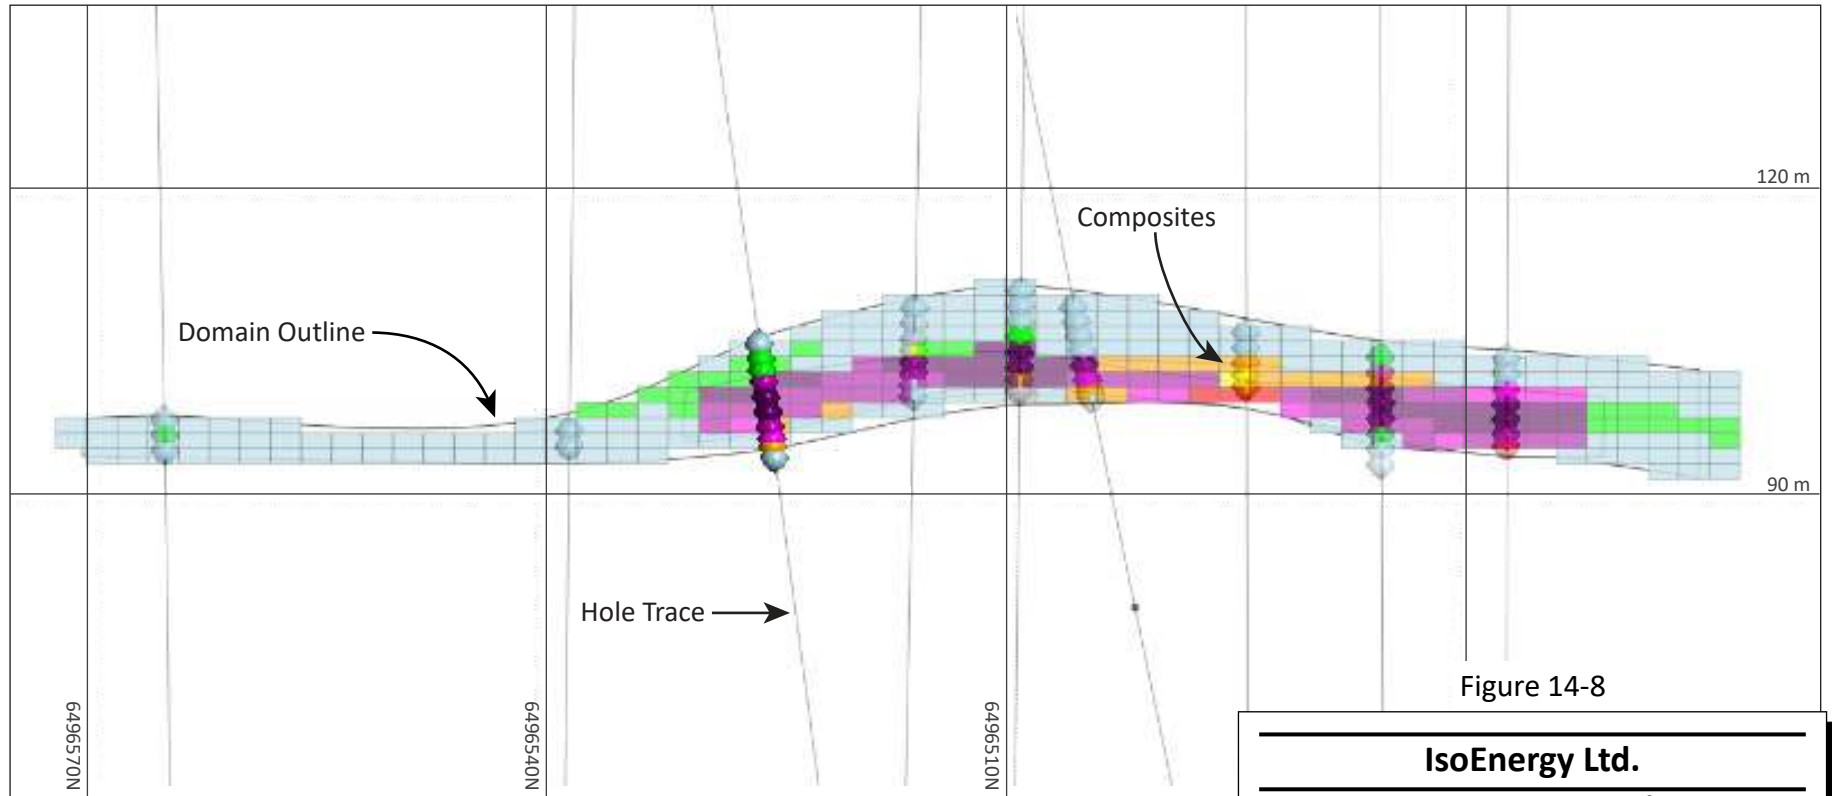 120 m
Composites
Domain Outline
90 m
Hole Trace
Figure 14-8
6496570N
6496540N
6496510N
IsoEnergy Ltd.